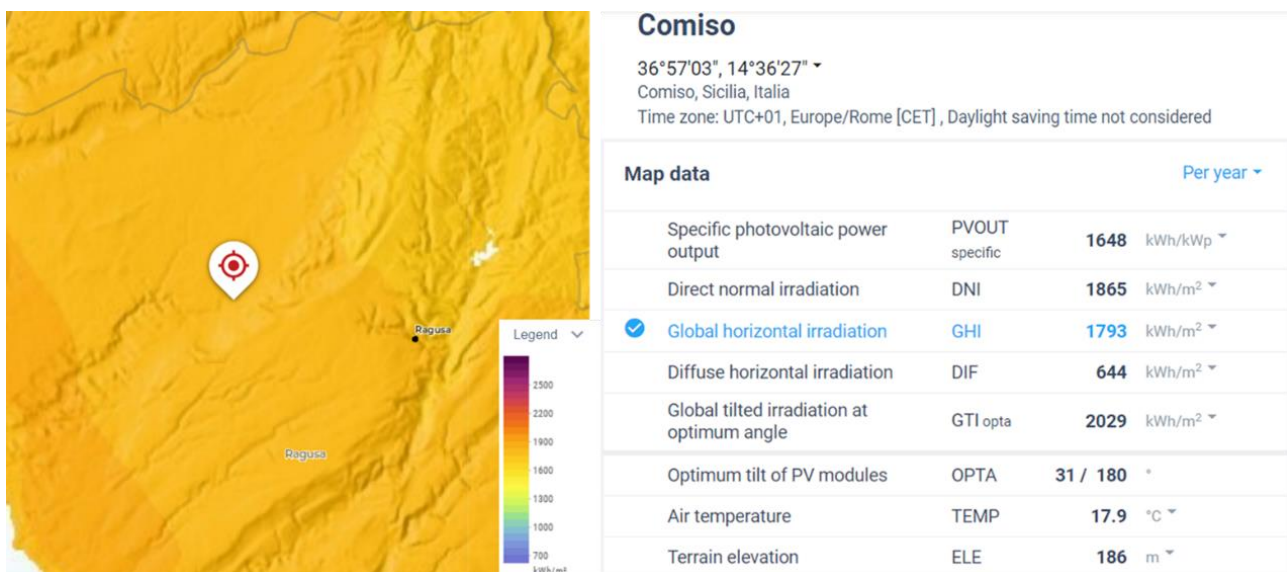 Comiso
36°57'03", 14°36'27"
Comiso, Sicilia, Italia
Time zone: UTC+01, Europe/Rome [CET] , Daylight saving time not considered
Map data Per year
Specific photovoltaic power output PVOUT specific 1648 kWh/kWp
Direct normal irradiation DNI 1865 kWh/m²
Global horizontal irradiation GHI 1793 kWh/m²
Diffuse horizontal irradiation DIF 644 kWh/m²
Global tilted irradiation at optimum angle GTI opta 2029 kWh/m²
Optimum tilt of PV modules OPTA 31 / 180 °
Air temperature TEMP 17.9 °C
Terrain elevation ELE 186 m
Ragusa
Ragusa
Legend
2500
2200
1900
1600
1300
1000
700
kWh/m²